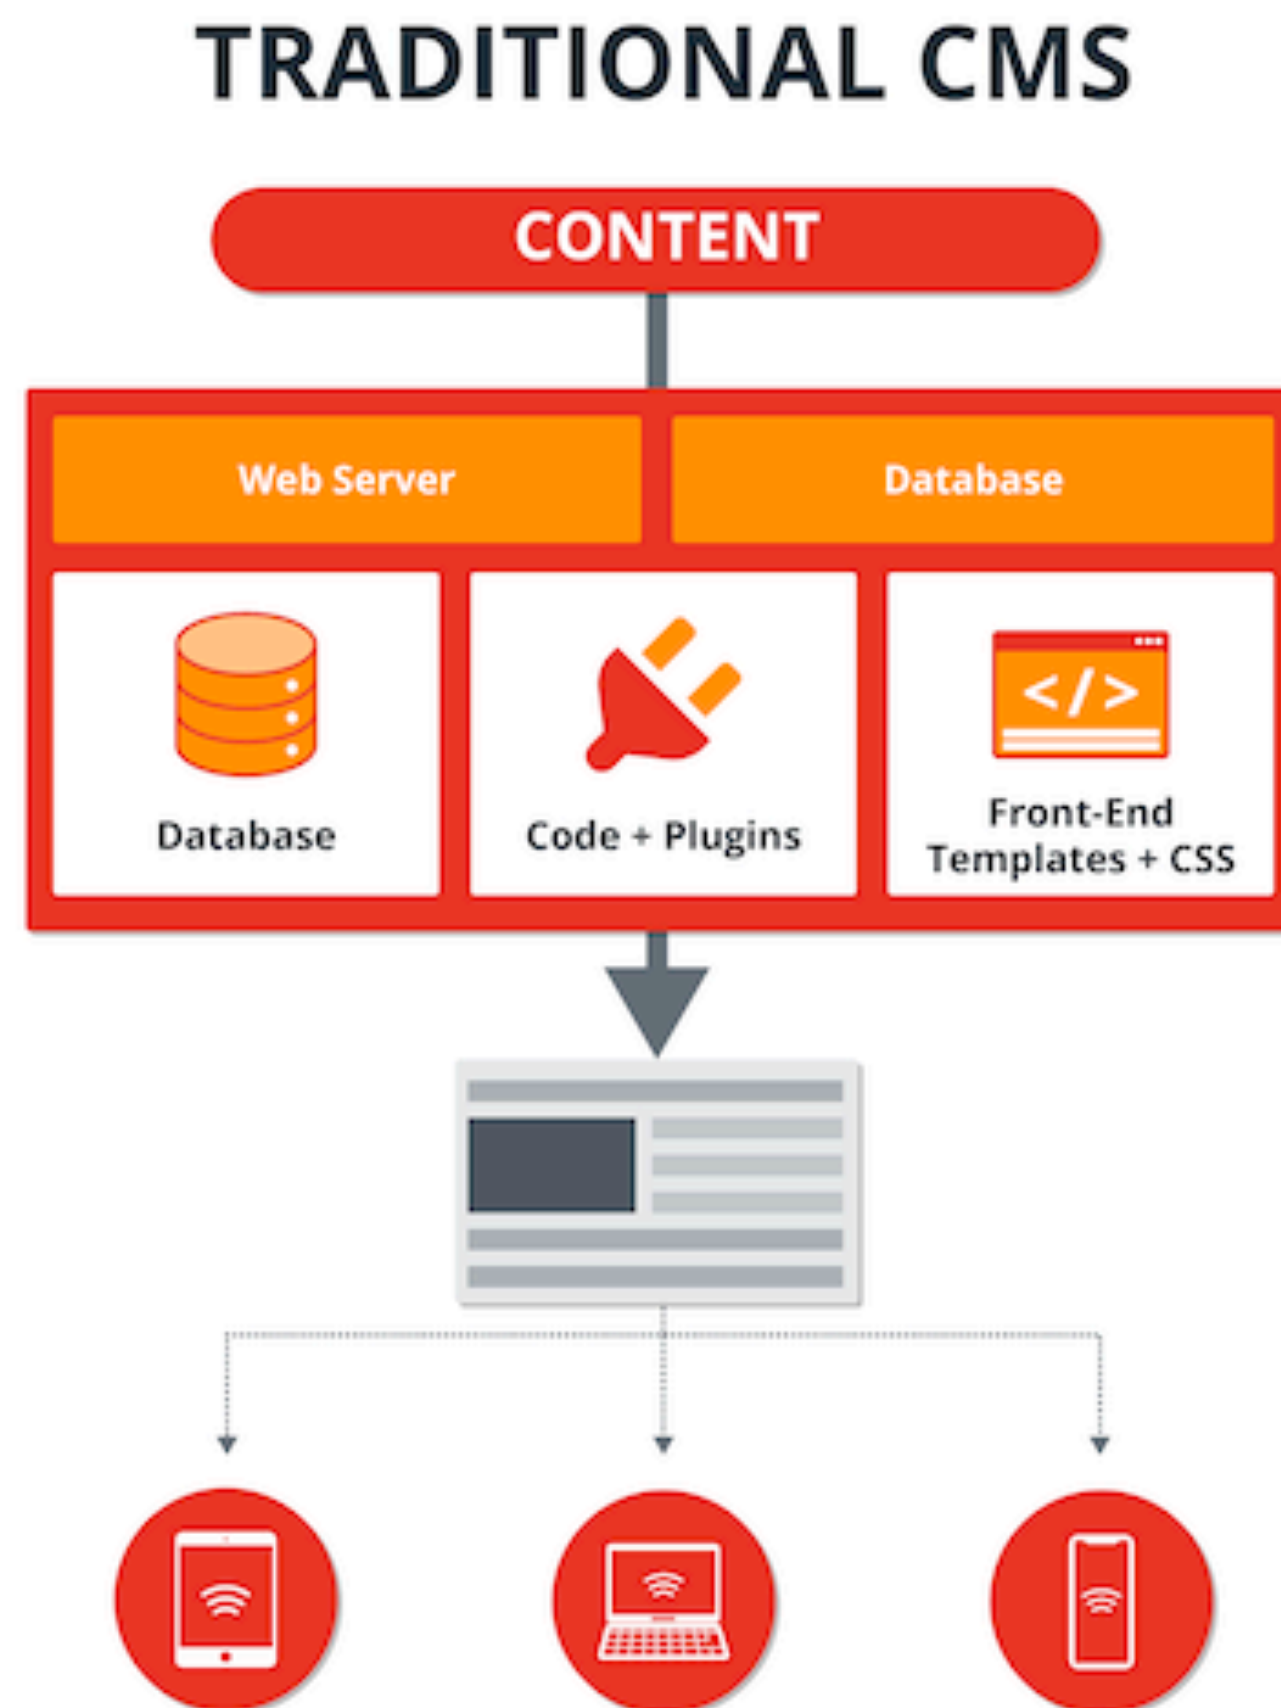 TRADITIONAL CMS
CONTENT
Web Server
Database
</>
Database
Code + Plugins
Front-End
Templates + CSS